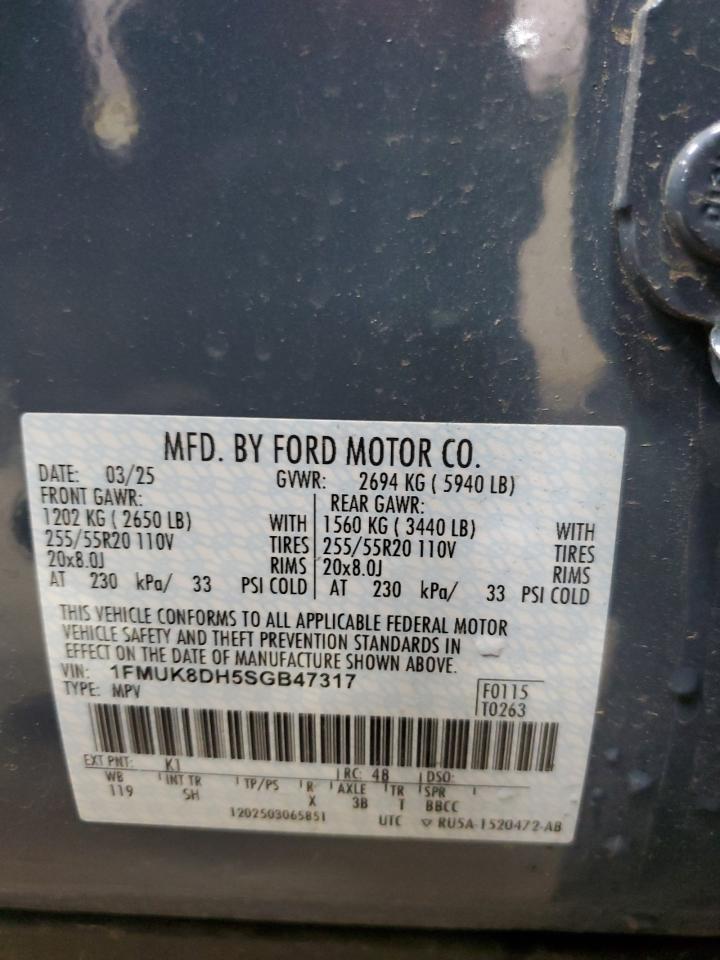 MFD. BY FORD MOTOR CO.
DATE: 03/25 GVWR: 2694 KG ( 5940 LB)
FRONT GAWR: REAR GAWR:
1202 KG ( 2650 LB) WITH 1560 KG ( 3440 LB) WITH
255/55R20 110V TIRES 255/55R20 110V TIRES
20x8.0J RIMS 20x8.0J RIMS
AT 230 kPa/ 33 PSI COLD AT 230 kPa/ 33 PSI COLD
THIS VEHICLE CONFORMS TO ALL APPLICABLE FEDERAL MOTOR
VEHICLE SAFETY AND THEFT PREVENTION STANDARDS IN
EFFECT ON THE DATE OF MANUFACTURE SHOWN ABOVE.
VIN: 1FMUK8DH5SGB47317
TYPE: MPV
F0115
T0263
EXT PNT: K1 RC: 48 DSO:
WB INT TR TP/PS R AXLE TR SPR
119 5H X 3B T BBCC
1202503065851 UTC RU5A-1520472-AB